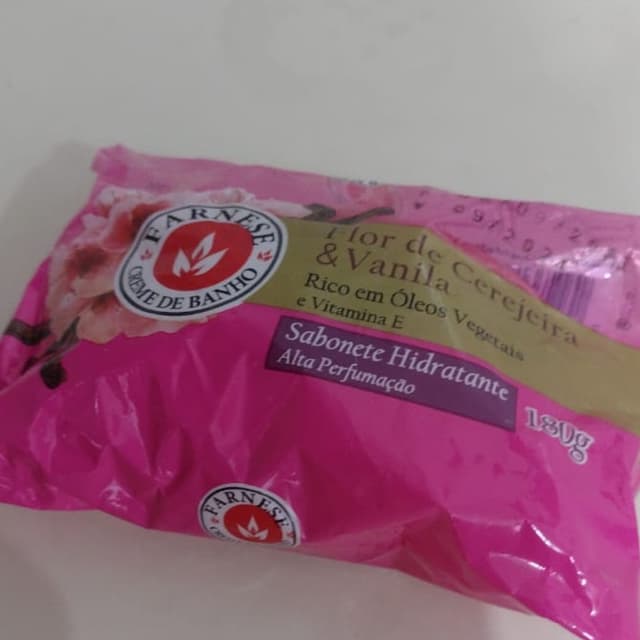 FARNESE
CREME DE BANHO
Flor de Cerejeira
& Vanila
Rico em Óleos Vegetais
e Vitamina E
Sabonete Hidratante
Alta Perfumação
180g
FARNESE